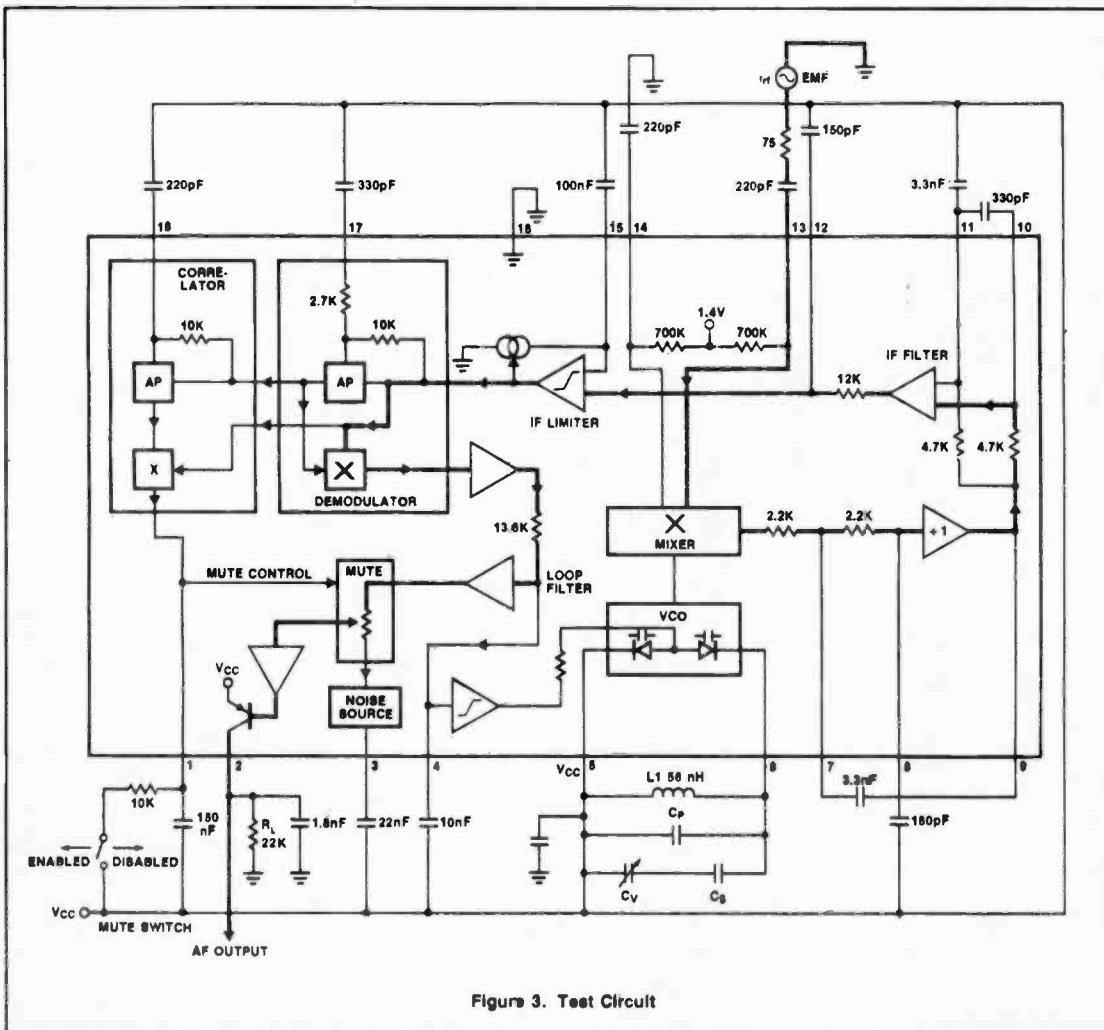 frf
EMF
220pF
75
150pF
220pF
330pF
100nF
220pF
3.3nF
330pF
16
17
18
15
14
13
12
11
10
CORRE-
LATOR
2.7K
10K
10K
1.4V
700K
700K
AP
AP
12K
IF FILTER
IF LIMITER
4.7K
4.7K
X
X
DEMODULATOR
13.6K
X
MIXER
2.2K
2.2K
+1
MUTE CONTROL
MUTE
LOOP
FILTER
VCO
VCC
NOISE
SOURCE
1
2
3
4
VCC
5
6
7
8
9
10K
180
nF
RL
22K
1.8nF
22nF
10nF
L1 56 nH
CP
CV
CS
3.3nF
180pF
ENABLED
DISABLED
VCC
MUTE SWITCH
AF OUTPUT
Figure 3. Test Circuit